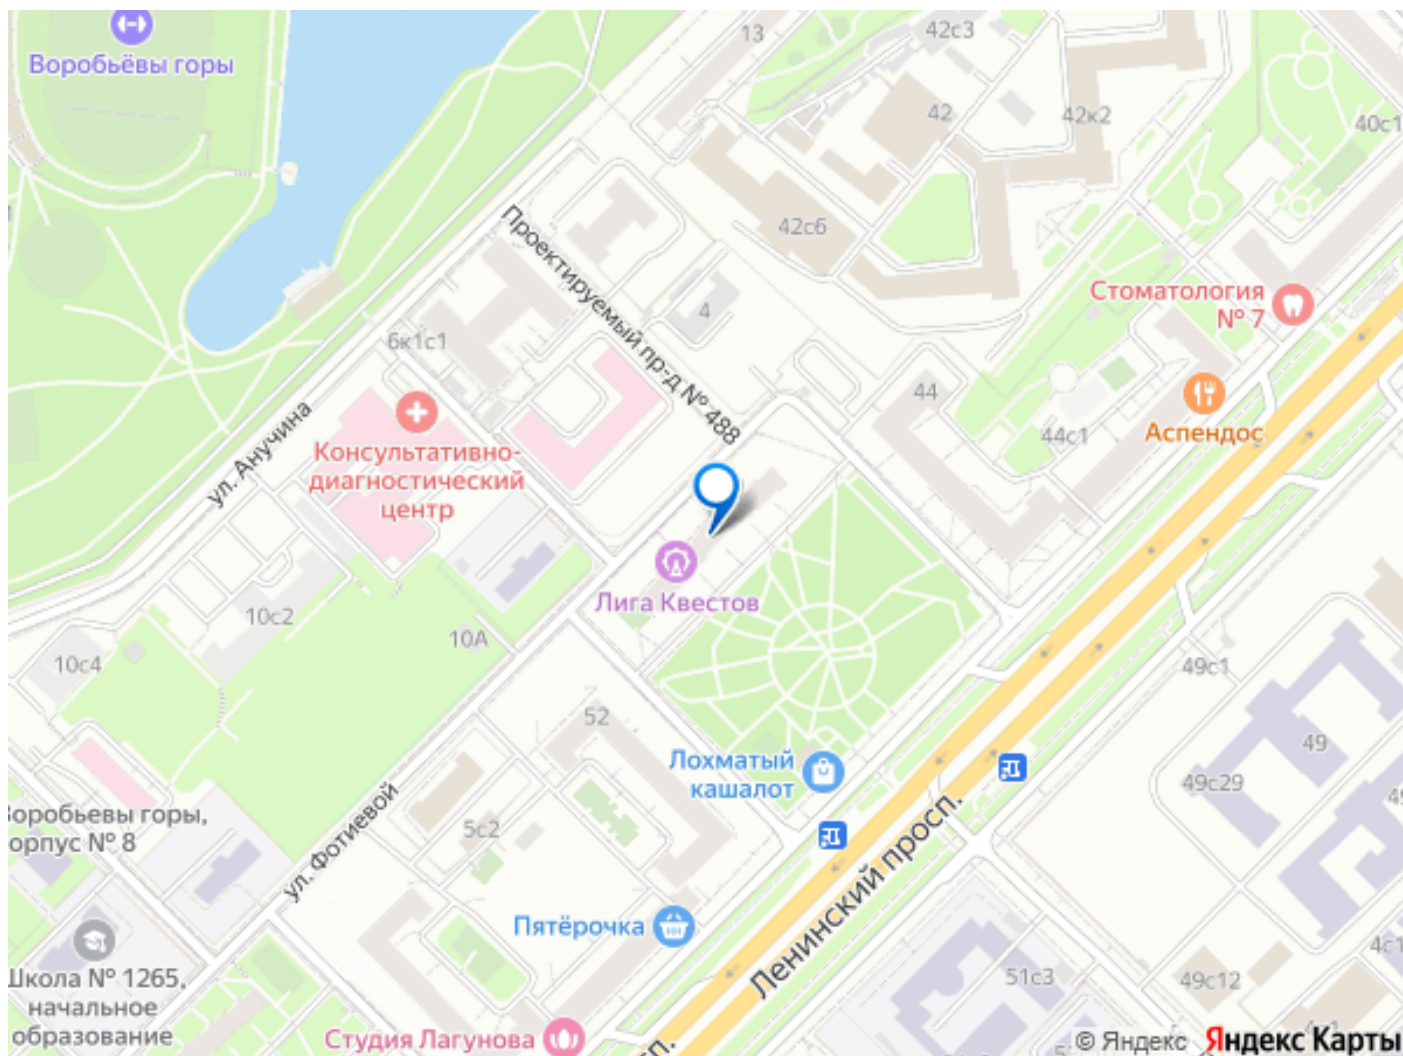 Воробьёвы горы
13
42с3
42
42к2
40с1
Проектируемый пр-д № 488
42с6
Стоматология
№ 7
4
6к1с1
44
Аспендос
44с1
ул. Анучина
Консультативно-
диагностический
центр
Лига Квестов
10с2
10А
10с4
49с1
52
49
Лохматый
кашалот
49с29
Воробьевы горы,
орпус № 8
5с2
ул. Фотиевой
Ленинский просп.
Пятёрочка
Школа № 1265,
начальное
образование
51с3
49с12
4с1
Студия Лагунова
сп.
© Яндекс Яндекс Карты